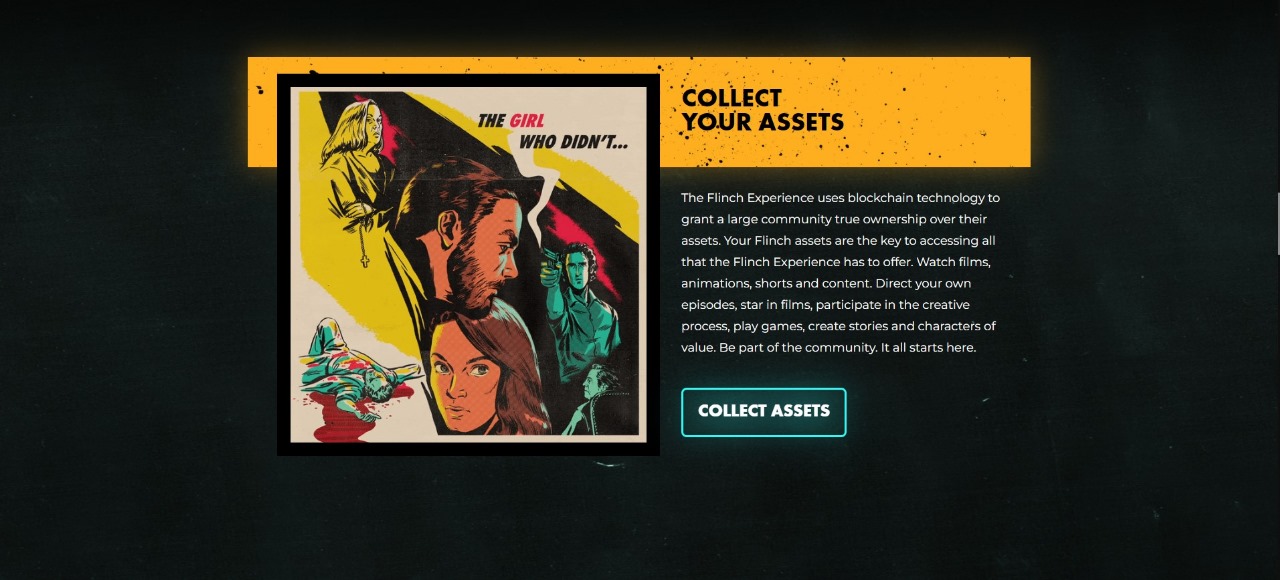 THE GIRL
WHO DIDN'T...
COLLECT
YOUR ASSETS
The Flinch Experience uses blockchain technology to
grant a large community true ownership over their
assets. Your Flinch assets are the key to accessing all
that the Flinch Experience has to offer. Watch films,
animations, shorts and content. Direct your own
episodes, star in films, participate in the creative
process, play games, create stories and characters of
value. Be part of the community. It all starts here.
COLLECT ASSETS